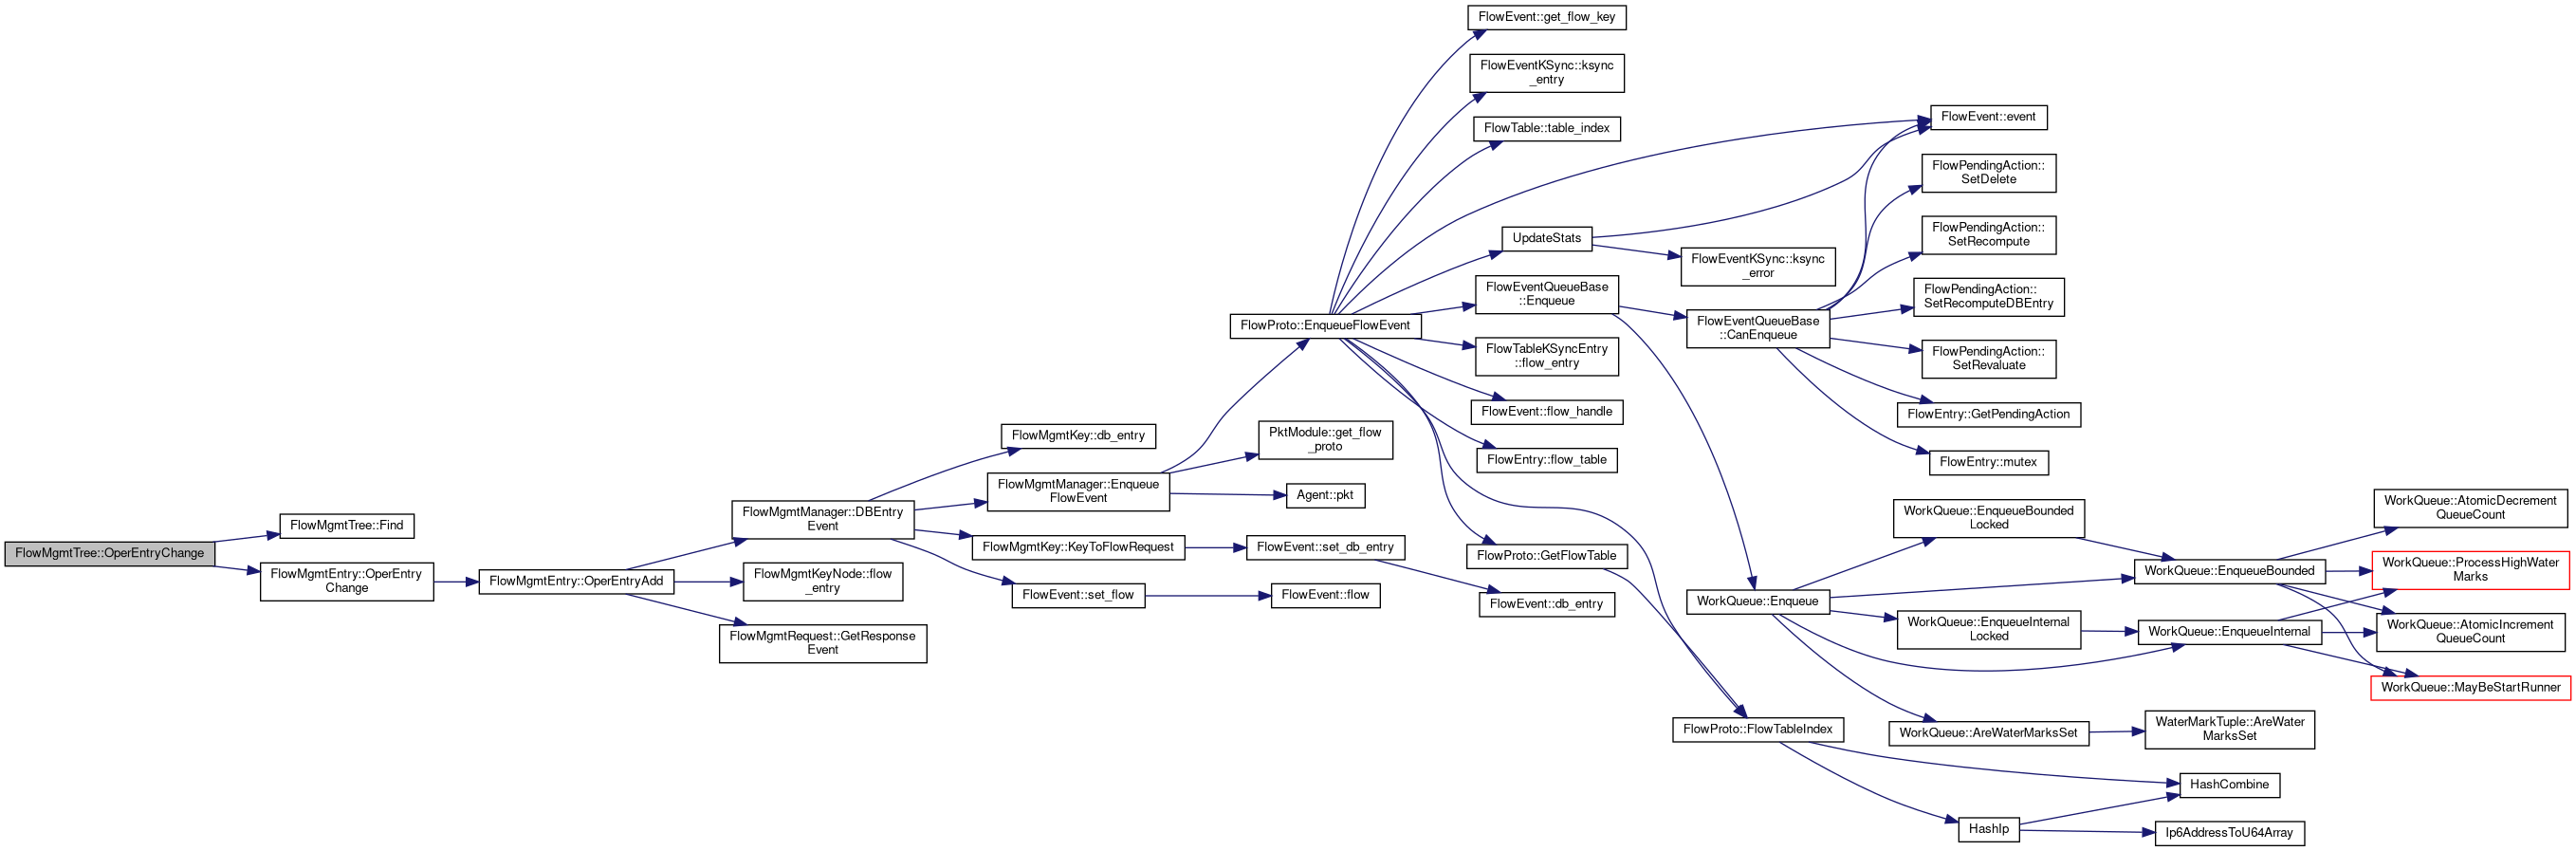 FlowMgmtTree::OperEntryChange
FlowMgmtTree::Find
FlowMgmtEntry::OperEntry
Change
FlowMgmtEntry::OperEntryAdd
FlowMgmtManager::DBEntry
Event
FlowMgmtKeyNode::flow
_entry
FlowMgmtRequest::GetResponse
Event
FlowMgmtKey::db_entry
FlowMgmtManager::Enqueue
FlowEvent
FlowMgmtKey::KeyToFlowRequest
FlowEvent::set_flow
FlowProto::EnqueueFlowEvent
PktModule::get_flow
_proto
Agent::pkt
FlowEvent::set_db_entry
FlowEvent::flow
FlowEvent::get_flow_key
FlowEventKSync::ksync
_entry
FlowTable::table_index
UpdateStats
FlowEventQueueBase
::Enqueue
FlowTableKSyncEntry
::flow_entry
FlowEvent::flow_handle
FlowEntry::flow_table
FlowProto::GetFlowTable
FlowEvent::db_entry
FlowEventKSync::ksync
_error
FlowEventQueueBase
::CanEnqueue
WorkQueue::Enqueue
FlowProto::FlowTableIndex
FlowEvent::event
FlowPendingAction::
SetDelete
FlowPendingAction::
SetRecompute
FlowPendingAction::
SetRecomputeDBEntry
FlowPendingAction::
SetRevaluate
FlowEntry::GetPendingAction
FlowEntry::mutex
WorkQueue::EnqueueBounded
Locked
WorkQueue::EnqueueInternal
Locked
WorkQueue::AreWaterMarksSet
HashIp
WorkQueue::EnqueueBounded
WorkQueue::EnqueueInternal
WaterMarkTuple::AreWater
MarksSet
HashCombine
Ip6AddressToU64Array
WorkQueue::AtomicDecrement
QueueCount
WorkQueue::ProcessHighWater
Marks
WorkQueue::AtomicIncrement
QueueCount
WorkQueue::MayBeStartRunner